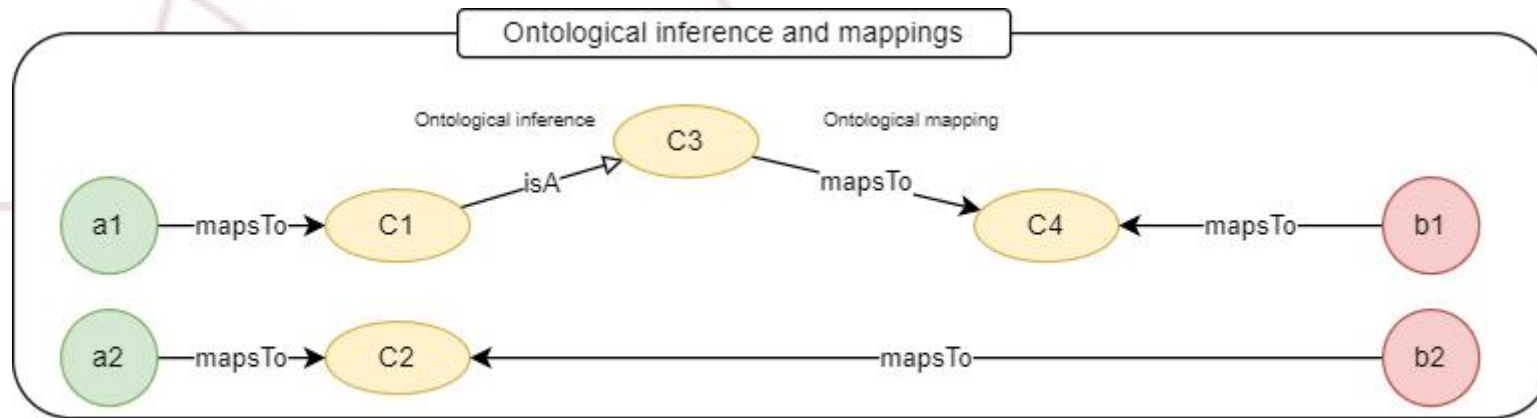 Ontological inference and mappings
Ontological inference
C3
Ontological mapping
isA
mapsTo
a1
mapsTo
C1
C4
mapsTo
b1
a2
mapsTo
C2
mapsTo
b2